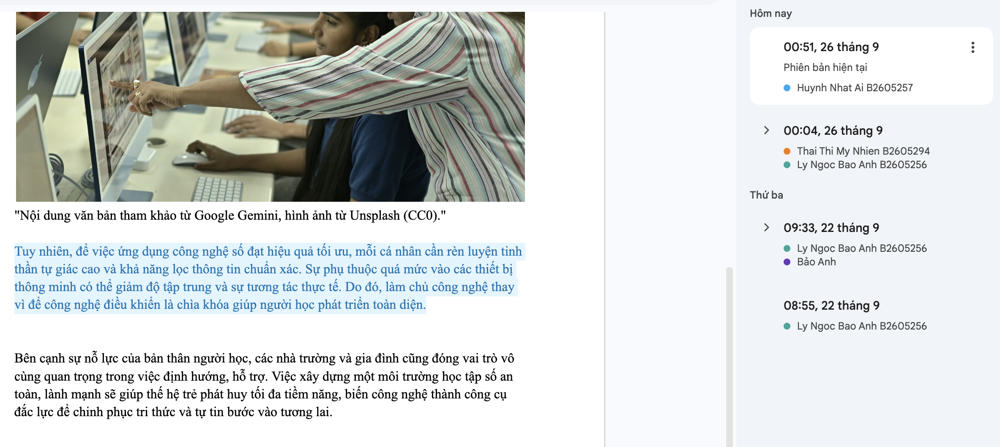 "Nội dung văn bản tham khảo từ Google Gemini, hình ảnh từ Unsplash (CC0)."
Tuy nhiên, để việc ứng dụng công nghệ số đạt hiệu quả tối ưu, mỗi cá nhân cần rèn luyện tinh
thần tự giác cao và khả năng lọc thông tin chuẩn xác. Sự phụ thuộc quá mức vào các thiết bị
thông minh có thể giảm độ tập trung và sự tương tác thực tế. Do đó, làm chủ công nghệ thay
vì để công nghệ điều khiển là chìa khóa giúp người học phát triển toàn diện.
Bên cạnh sự nỗ lực của bản thân người học, các nhà trường và gia đình cũng đóng vai trò vô
cùng quan trọng trong việc định hướng, hỗ trợ. Việc xây dựng một môi trường học tập số an
toàn, lành mạnh sẽ giúp thế hệ trẻ phát huy tối đa tiềm năng, biến công nghệ thành công cụ
đắc lực để chinh phục tri thức và tự tin bước vào tương lai.
Hôm nay
00:51, 26 tháng 9
Phiên bản hiện tại
Huynh Nhat Ai B2605257
00:04, 26 tháng 9
Thai Thi My Nhien B2605294
Ly Ngoc Bao Anh B2605256
Thứ ba
09:33, 22 tháng 9
Ly Ngoc Bao Anh B2605256
Bảo Anh
08:55, 22 tháng 9
Ly Ngoc Bao Anh B2605256